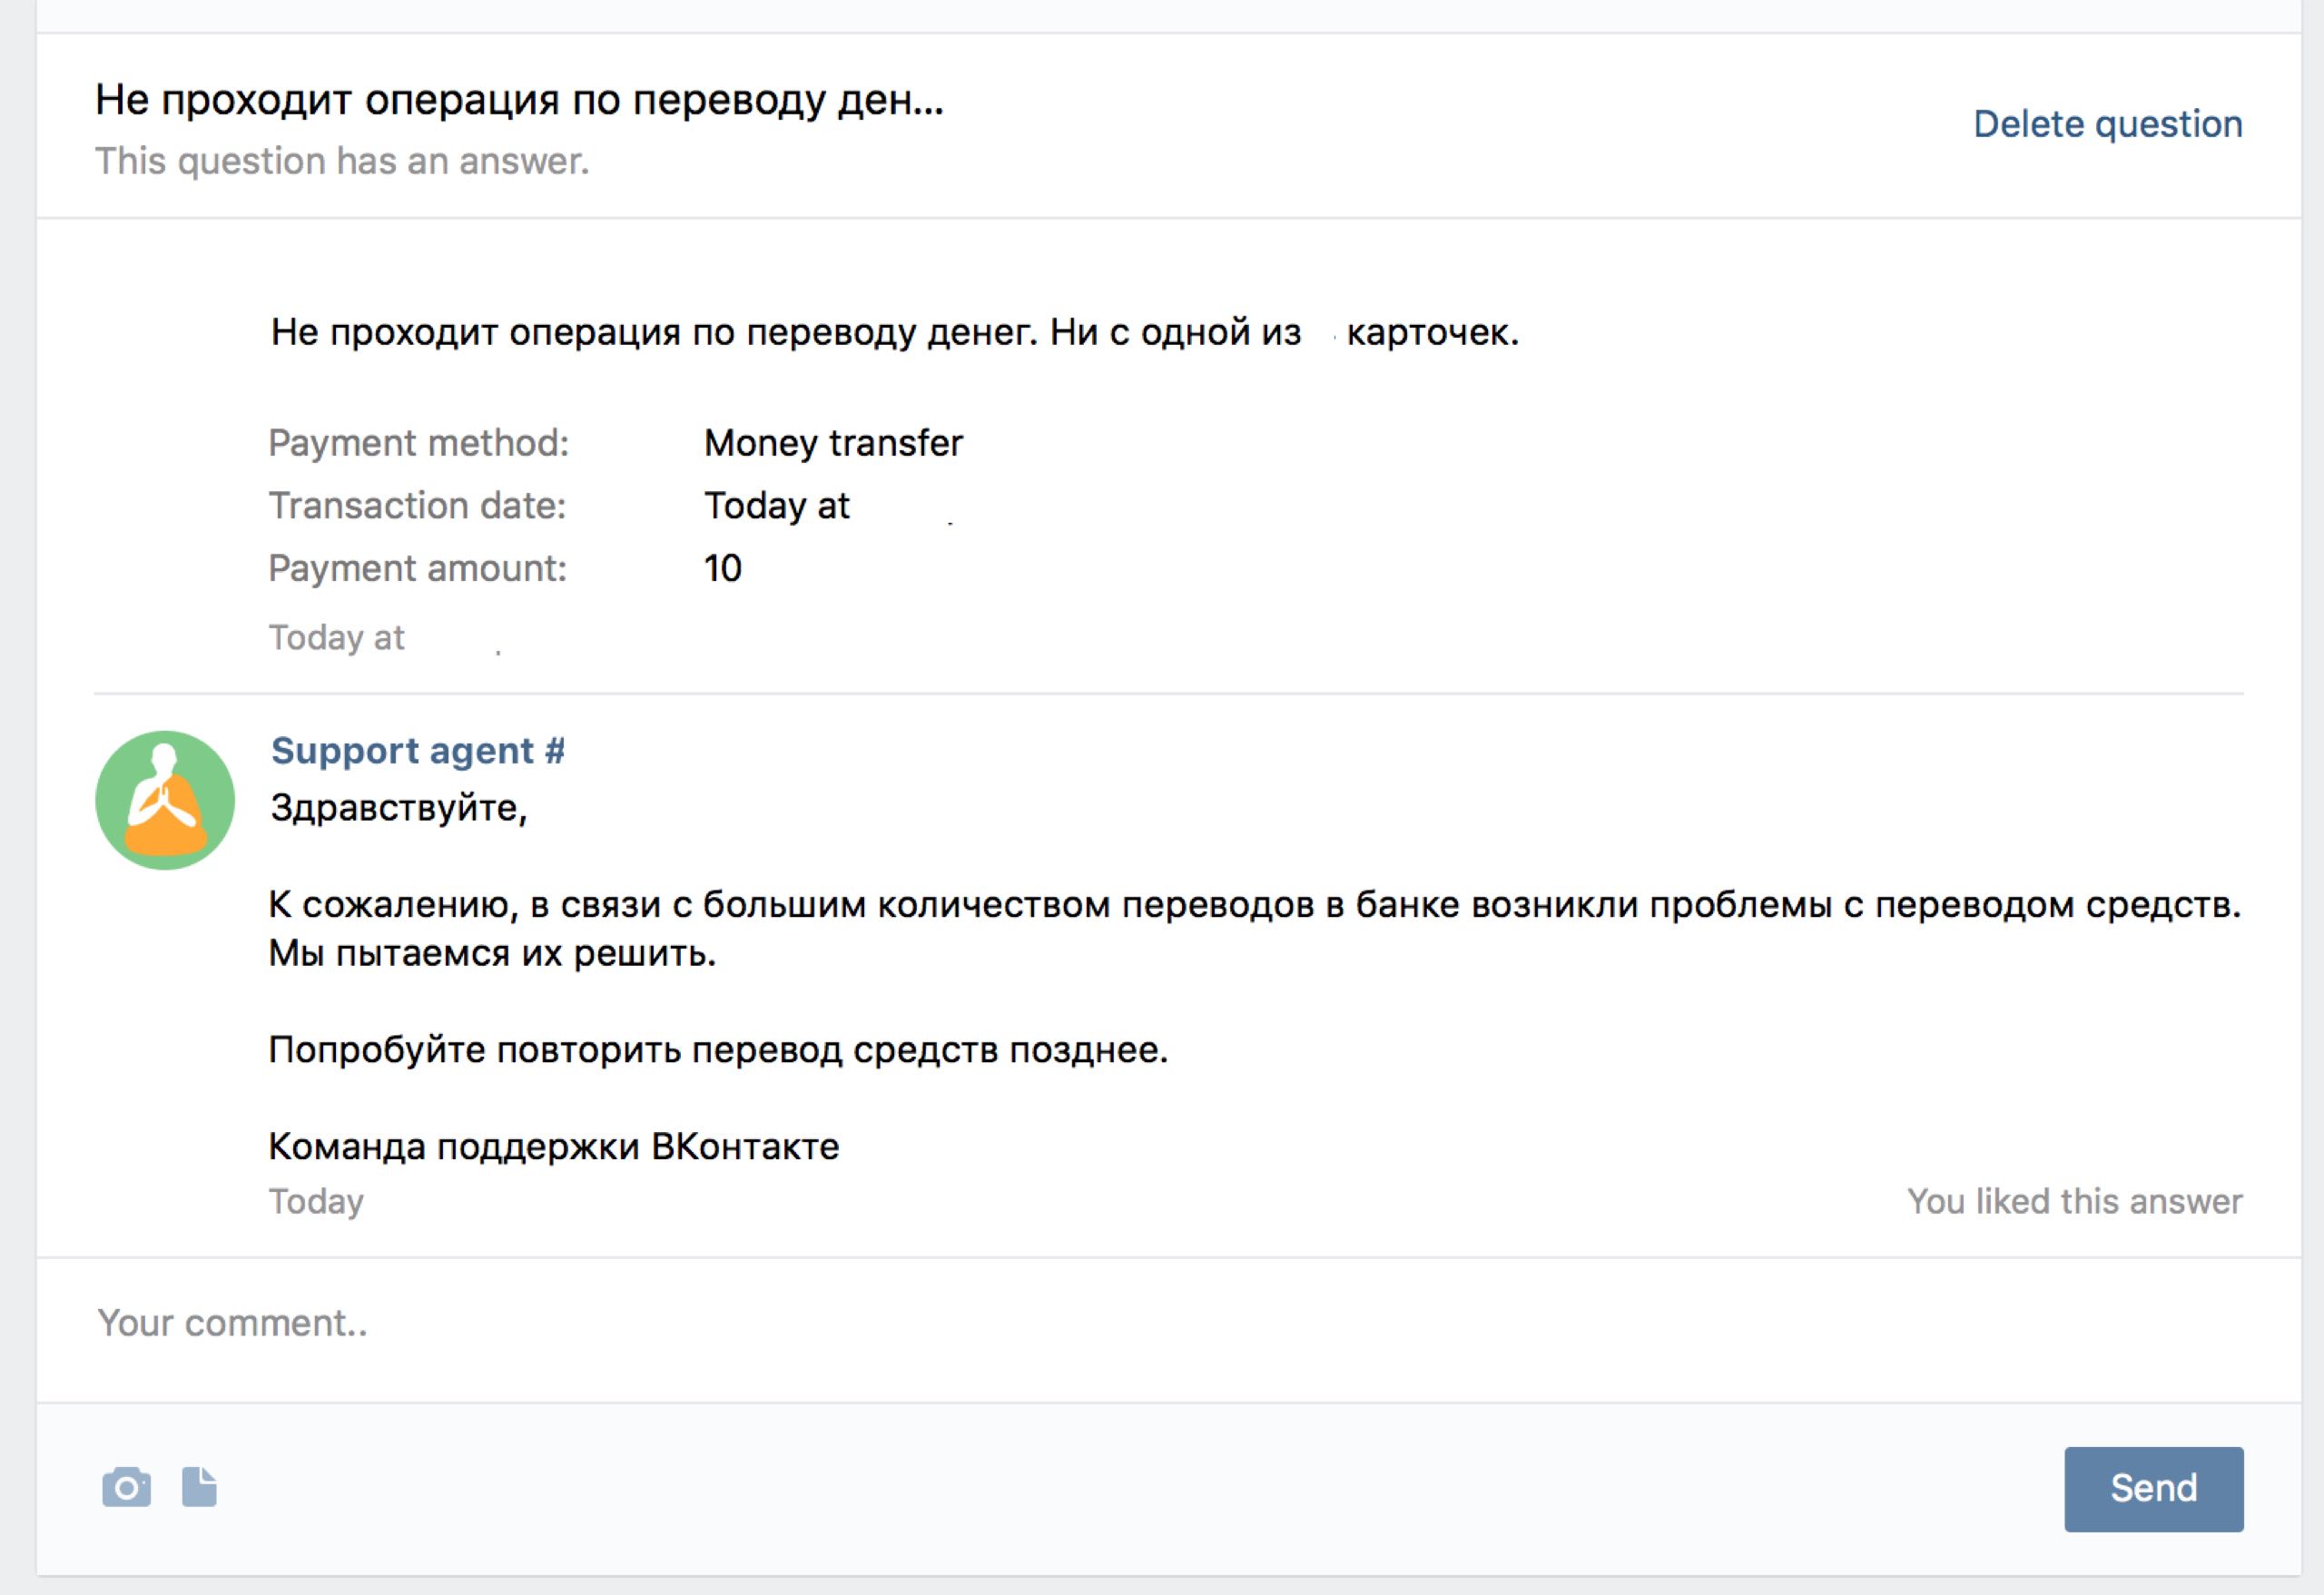 Не проходит операция по переводу ден...
Delete question
This question has an answer.
Не проходит операция по переводу денег. Ни с одной из карточек.
Payment method: Money transfer
Transaction date: Today at
Payment amount: 10
Today at
Support agent #
Здравствуйте,
К сожалению, в связи с большим количеством переводов в банке возникли проблемы с переводом средств.
Мы пытаемся их решить.
Попробуйте повторить перевод средств позднее.
Команда поддержки ВКонтакте
Today
You liked this answer
Your comment..
Send